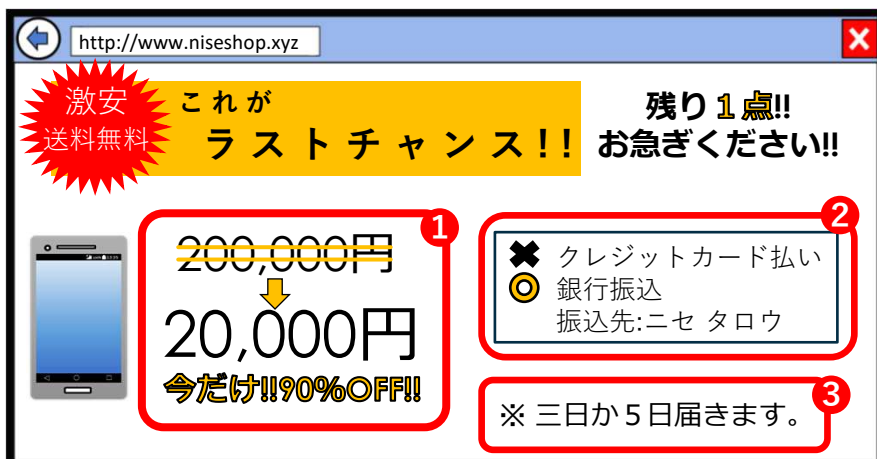 http://www.niseshop.xyz
激安
送料無料
これが
ラストチャンス!!
残り1点!!
お急ぎください!!
1
200,000円
20,000円
今だけ!!90%OFF!!
2
✖ クレジットカード払い
◎ 銀行振込
振込先:ニセ タロウ
3
※ 三日か5日届きます。